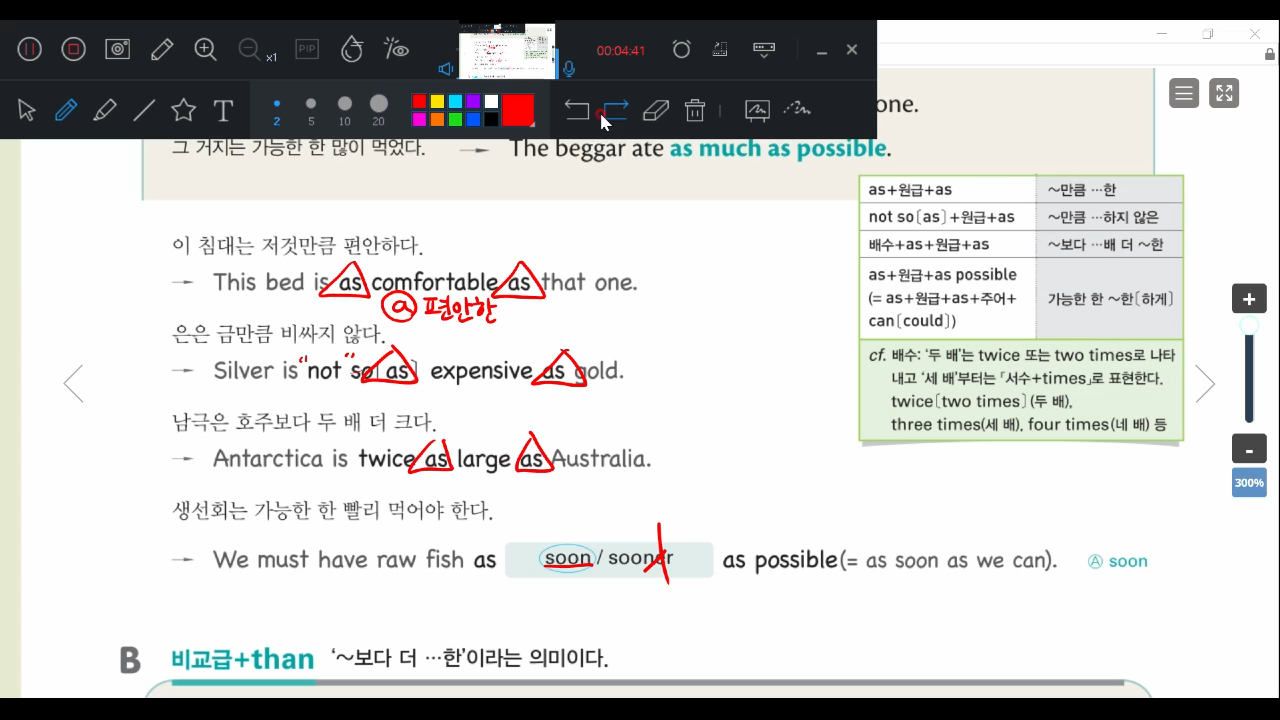 PIP
x1
00:04:41
T
2
5
10
20
one.
그 거지는 가능한 한 많이 먹었다. → The beggar ate as much as possible.
as+원급+as ~만큼 …한
not so[as]+원급+as ~만큼 …하지 않은
배수+as+원급+as ~보다 …배 더 ~한
as+원급+as possible
(= as+원급+as+주어+
can[could])
가능한 한 ~한[하게]
cf. 배수: ‘두 배’는 twice 또는 two times로 나타
내고 ‘세 배’부터는 「서수+times」로 표현한다.
twice[two times](두 배),
three times(세 배), four times(네 배) 등
이 침대는 저것만큼 편안하다.
→ This bed is as comfortable as that one.
ⓐ 편안한
은은 금만큼 비싸지 않다.
→ Silver is "not" so[as] expensive as gold.
남극은 호주보다 두 배 더 크다.
→ Antarctica is twice as large as Australia.
생선회는 가능한 한 빨리 먹어야 한다.
→ We must have raw fish as soon / sooner as possible(= as soon as we can). Ⓐ soon
B 비교급+than ‘~보다 더 …한’이라는 의미이다.
+
-
300%